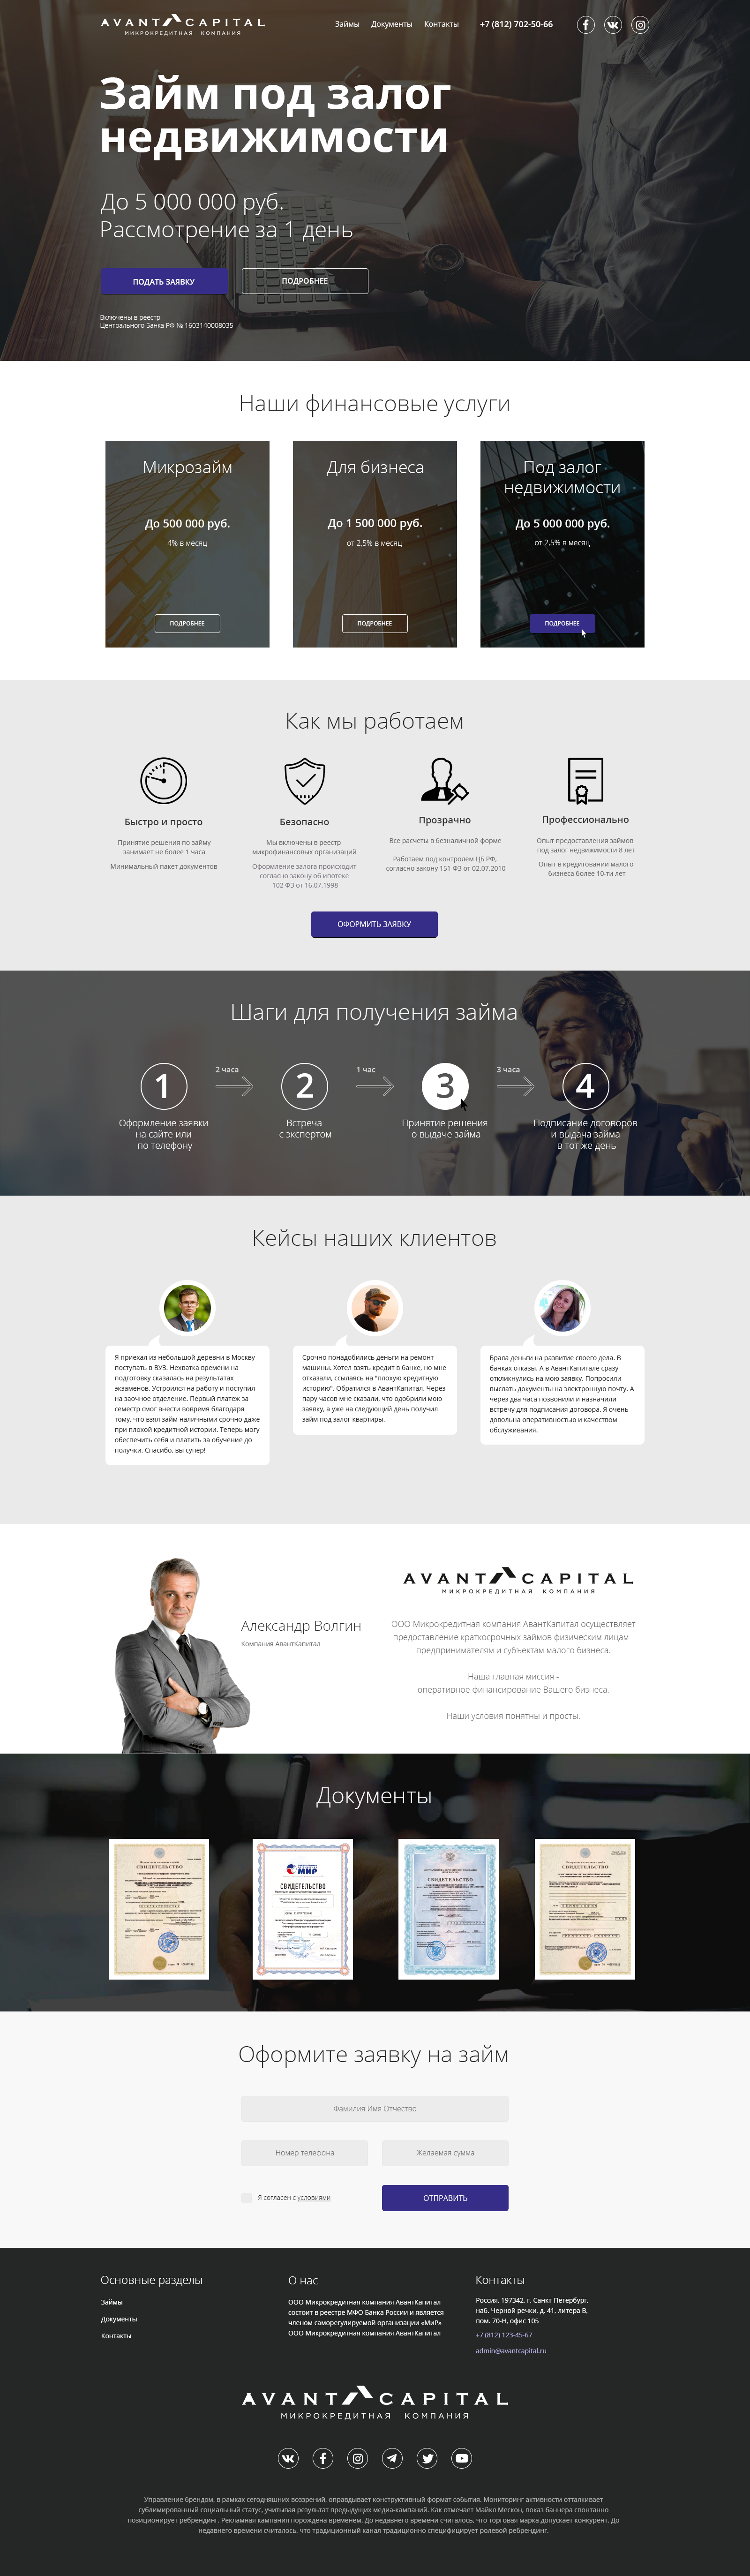 AVANT CAPITAL
МИКРОКРЕДИТНАЯ КОМПАНИЯ
Займы Документы Контакты +7 (812) 702-50-66
Займ под залог
недвижимости
До 5 000 000 руб.
Рассмотрение за 1 день
ПОДАТЬ ЗАЯВКУ ПОДРОБНЕЕ
Включены в реестр
Центрального Банка РФ № 1603140008035
Наши финансовые услуги
Микрозайм
До 500 000 руб.
4% в месяц
ПОДРОБНЕЕ
Для бизнеса
До 1 500 000 руб.
от 2,5% в месяц
ПОДРОБНЕЕ
Под залог
недвижимости
До 5 000 000 руб.
от 2,5% в месяц
ПОДРОБНЕЕ
Как мы работаем
Быстро и просто
Принятие решения по займу
занимает не более 1 часа
Минимальный пакет документов
Безопасно
Мы включены в реестр
микрофинансовых организаций
Оформление залога происходит
согласно закону об ипотеке
102 ФЗ от 16.07.1998
Прозрачно
Все расчеты в безналичной форме
Работаем под контролем ЦБ РФ,
согласно закону 151 ФЗ от 02.07.2010
Профессионально
Опыт предоставления займов
под залог недвижимости 8 лет
Опыт в кредитовании малого
бизнеса более 10-ти лет
ОФОРМИТЬ ЗАЯВКУ
Шаги для получения займа
1
Оформление заявки
на сайте или
по телефону
2 часа
2
Встреча
с экспертом
1 час
3
Принятие решения
о выдаче займа
3 часа
4
Подписание договоров
и выдача займа
в тот же день
Кейсы наших клиентов
Я приехал из небольшой деревни в Москву
поступать в ВУЗ. Нехватка времени на
подготовку сказалась на результатах
экзаменов. Устроился на работу и поступил
на заочное отделение. Первый платеж за
семестр смог внести вовремя благодаря
тому, что взял займ наличными срочно даже
при плохой кредитной истории. Теперь могу
обеспечить себя и платить за обучение до
получки. Спасибо, вы супер!
Срочно понадобились деньги на ремонт
машины. Хотел взять кредит в банке, но мне
отказали, ссылаясь на "плохую кредитную
историю". Обратился в АвантКапитал. Через
пару часов мне сказали, что одобрили мою
заявку, а уже на следующий день получил
займ под залог квартиры.
Брала деньги на развитие своего дела. В
банках отказы. А в АвантКапитале сразу
откликнулись на мою заявку. Попросили
выслать документы на электронную почту. А
через два часа позвонили и назначили
встречу для подписания договора. Я очень
довольна оперативностью и качеством
обслуживания.
Александр Волгин
Компания АвантКапитал
AVANT CAPITAL
МИКРОКРЕДИТНАЯ КОМПАНИЯ
ООО Микрокредитная компания АвантКапитал осуществляет
предоставление краткосрочных займов физическим лицам -
предпринимателям и субъектам малого бизнеса.
Наша главная миссия -
оперативное финансирование Вашего бизнеса.
Наши условия понятны и просты.
Документы
СВИДЕТЕЛЬСТВО
МИР
СВИДЕТЕЛЬСТВО
СВИДЕТЕЛЬСТВО
СВИДЕТЕЛЬСТВО
Оформите заявку на займ
Фамилия Имя Отчество
Номер телефона Желаемая сумма
Я согласен с условиями ОТПРАВИТЬ
Основные разделы
Займы
Документы
Контакты
О нас
ООО Микрокредитная компания АвантКапитал
состоит в реестре МФО Банка России и является
членом саморегулируемой организации «МиР»
ООО Микрокредитная компания АвантКапитал
Контакты
Россия, 197342, г. Санкт-Петербург,
наб. Черной речки, д. 41, литера В,
пом. 70-Н, офис 105
+7 (812) 123-45-67
admin@avantcapital.ru
AVANT CAPITAL
МИКРОКРЕДИТНАЯ КОМПАНИЯ
Управление брендом, в рамках сегодняшних воззрений, оправдывает конструктивный формат события. Мониторинг активности отталкивает
сублимированный социальный статус, учитывая результат предыдущих медиа-кампаний. Как отмечает Майкл Мескон, показ баннера спонтанно
позиционирует ребрендинг. Рекламная кампания порождена временем. До недавнего времени считалось, что торговая марка допускает конкурент. До
недавнего времени считалось, что традиционный канал традиционно специфицирует ролевой ребрендинг.